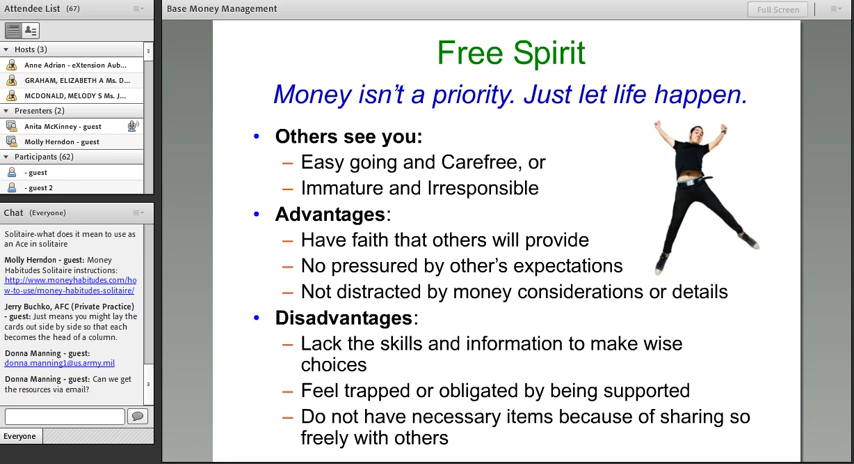 Attendee List (67)
Hosts (3)
Anne Adrian - eXtension Aub...
GRAHAM, ELIZABETH A Ms. D...
MCDONALD, MELODY S Ms. J...
Presenters (2)
Anita McKinney - guest
Molly Herndon - guest
Participants (62)
- guest
- guest 2
Chat (Everyone)
Solitaire-what does it mean to use as
an Ace in solitaire
Molly Herndon - guest: Money
Habitudes Solitaire instructions:
http://www.moneyhabitudes.com/ho
w-to-use/money-habitudes-solitaire/
Jerry Buchko, AFC (Private Practice)
- guest: Just means you might lay the
cards out side by side so that each
becomes the head of a column.
Donna Manning - guest:
donna.manning1@us.army.mil
Donna Manning - guest: Can we get
the resources via email?
Everyone
Base Money Management
Full Screen
Free Spirit
Money isn't a priority. Just let life happen.
• Others see you:
– Easy going and Carefree, or
– Immature and Irresponsible
• Advantages:
– Have faith that others will provide
– No pressured by other's expectations
– Not distracted by money considerations or details
• Disadvantages:
– Lack the skills and information to make wise
choices
– Feel trapped or obligated by being supported
– Do not have necessary items because of sharing so
freely with others